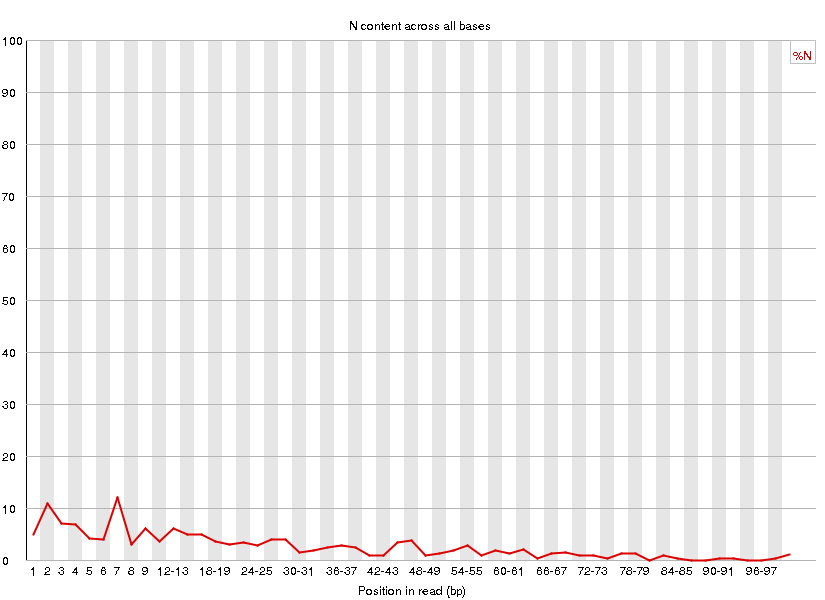 N content across all bases
100
%N
90
80
70
60
50
40
30
20
10
0
1 2 3 4 5 6 7 8 9 12-13 18-19 24-25 30-31 36-37 42-43 48-49 54-55 60-61 66-67 72-73 78-79 84-85 90-91 96-97
Position in read (bp)